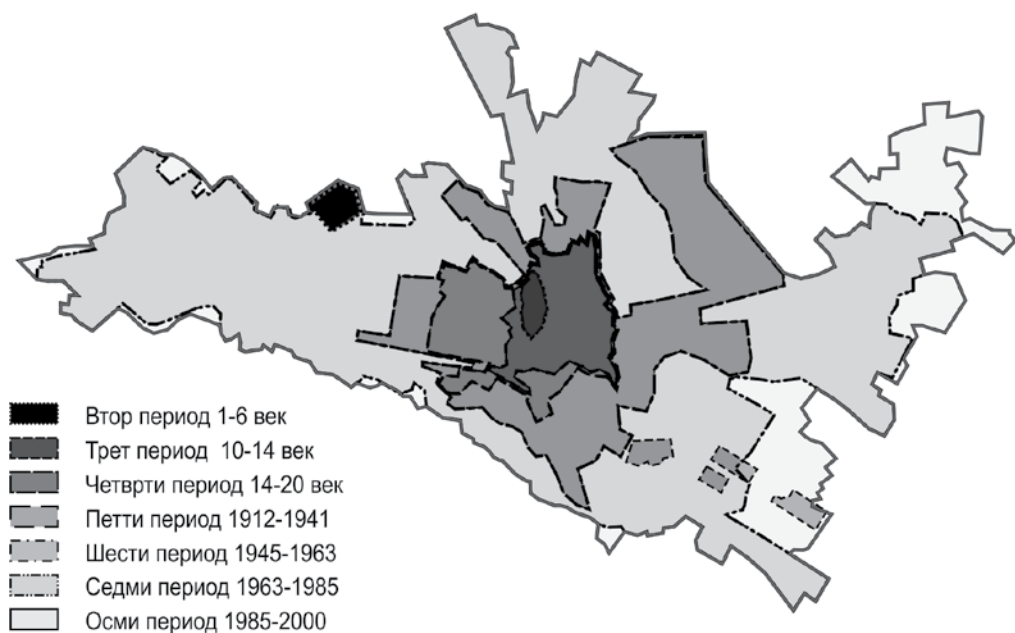 Втор период 1-6 век
Трет период 10-14 век
Четврти период 14-20 век
Петти период 1912-1941
Шести период 1945-1963
Седми период 1963-1985
Осми период 1985-2000